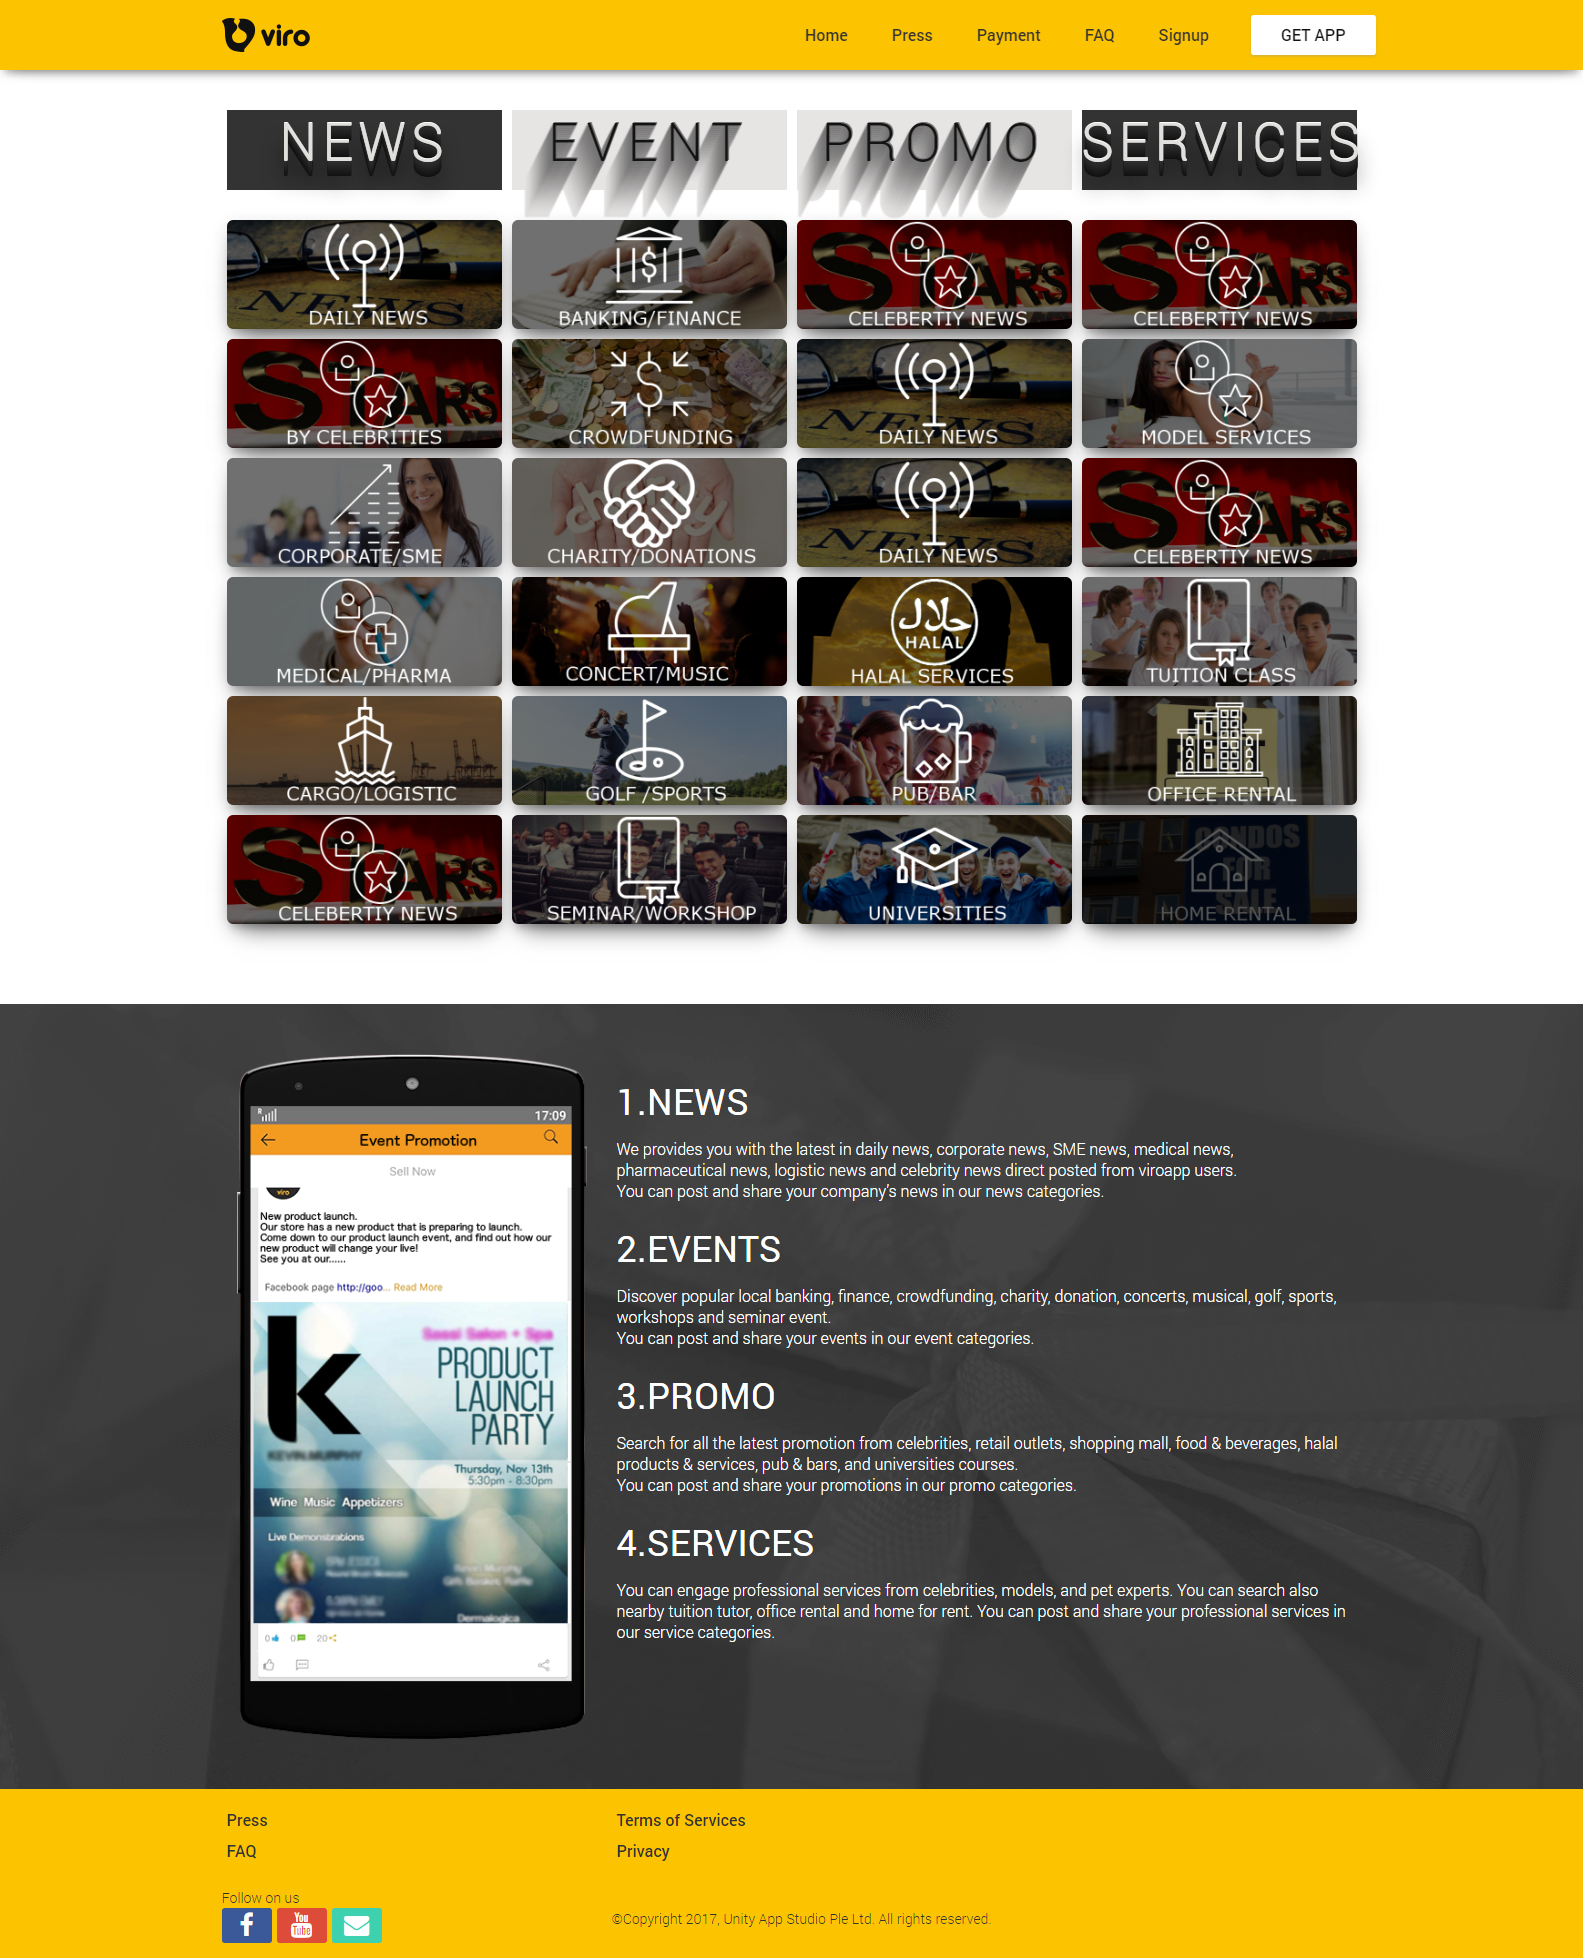 viro
Home Press Payment FAQ Signup GET APP
NEWS EVENT PROMO SERVICES
DAILY NEWS BANKING/FINANCE CELEBERTIY NEWS CELEBERTIY NEWS
BY CELEBRITIES CROWDFUNDING DAILY NEWS MODEL SERVICES
CORPORATE/SME CHARITY/DONATIONS DAILY NEWS CELEBERTIY NEWS
MEDICAL/PHARMA CONCERT/MUSIC حلال HALAL HALAL SERVICES TUITION CLASS
CARGO/LOGISTIC GOLF /SPORTS PUB/BAR OFFICE RENTAL
CELEBERTIY NEWS SEMINAR/WORKSHOP UNIVERSITIES CONDOS FOR SALE HOME RENTAL
17:09
Event Promotion
Sell Now
viro
New product launch.
Our store has a new product that is preparing to launch.
Come down to our product launch event, and find out how our
new product will change your live!
See you at our......
Facebook page http://goo... Read More
Sassi Salon + Spa
k
PRODUCT
LAUNCH
PARTY
KEVIN.MURPHY
Thursday, Nov 13th
5:30pm - 8:30pm
Wine Music Appetizers
Live Demonstrations
Dermalogica
0 0 20
1.NEWS
We provides you with the latest in daily news, corporate news, SME news, medical news,
pharmaceutical news, logistic news and celebrity news direct posted from viroapp users.
You can post and share your company's news in our news categories.
2.EVENTS
Discover popular local banking, finance, crowdfunding, charity, donation, concerts, musical, golf, sports,
workshops and seminar event.
You can post and share your events in our event categories.
3.PROMO
Search for all the latest promotion from celebrities, retail outlets, shopping mall, food & beverages, halal
products & services, pub & bars, and universities courses.
You can post and share your promotions in our promo categories.
4.SERVICES
You can engage professional services from celebrities, models, and pet experts. You can search also
nearby tuition tutor, office rental and home for rent. You can post and share your professional services in
our service categories.
Press
FAQ
Terms of Services
Privacy
Follow on us
f You Tube
©Copyright 2017, Unity App Studio Ple Ltd. All rights reserved.